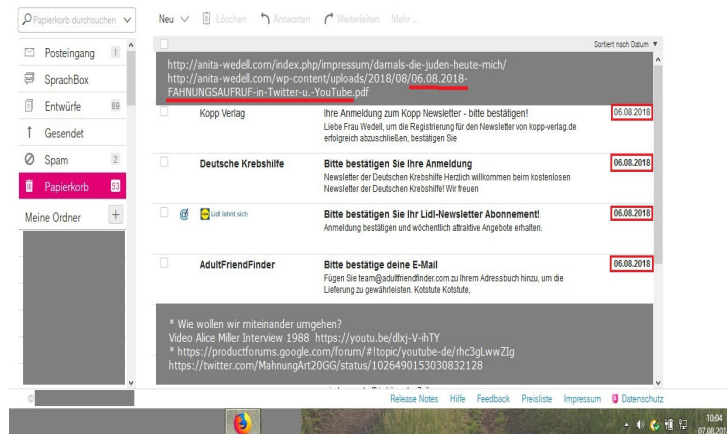 Papierkorb durchsuchen
Neu Löschen Antworten Weiterleiten Mehr ...
Sortiert nach Datum ▼
Posteingang 1
SprachBox
Entwürfe 69
Gesendet
Spam 2
Papierkorb 53
Meine Ordner +
http://anita-wedell.com/index.php/impressum/damals-die-juden-heute-mich/
http://anita-wedell.com/wp-content/uploads/2018/08/06.08.2018-
FAHNUNGSAUFRUF-in-Twitter-u.-YouTube.pdf
Kopp Verlag Ihre Anmeldung zum Kopp Newsletter - bitte bestätigen! 06.08.2018
Liebe Frau Wedell, um die Registrierung für den Newsletter von kopp-verlag.de
erfolgreich abzuschließen, bestätigen Sie
Deutsche Krebshilfe Bitte bestätigen Sie Ihre Anmeldung 06.08.2018
Newsletter der Deutschen Krebshilfe Herzlich willkommen beim kostenlosen
Newsletter der Deutschen Krebshilfe! Wir freuen
Lidl lohnt sich Bitte bestätigen Sie Ihr Lidl-Newsletter Abonnement! 06.08.2018
Anmeldung bestätigen und wöchentlich attraktive Angebote erhalten.
AdultFriendFinder Bitte bestätige deine E-Mail 06.08.2018
Fügen Sie team@adultfriendfinder.com zu Ihrem Adressbuch hinzu, um die
Lieferung zu gewährleisten. Kotstute Kotstute,
* Wie wollen wir miteinander umgehen?
Video Alice Miller Interview 1988 https://youtu.be/dlxj-V-ihTY
* https://productforums.google.com/forum/#!topic/youtube-de/rhc3gLwwZIg
https://twitter.com/MahnungArt20GG/status/1026490153030832128
©
Release Notes Hilfe Feedback Preisliste Impressum Datenschutz
10:04
07.08.201